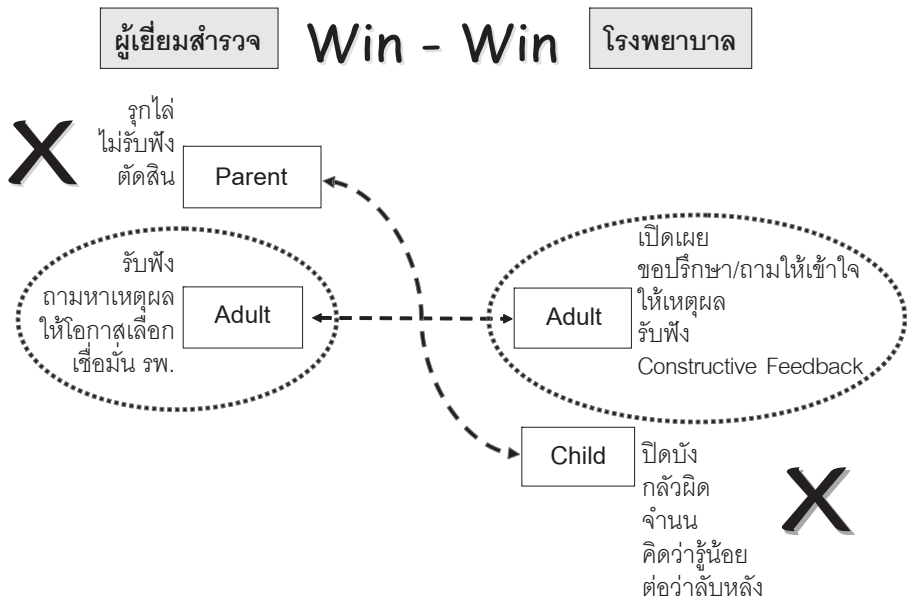 ผู้เยี่ยมสำรวจ Win - Win โรงพยาบาล
X
รุกไล่
ไม่รับฟัง
ตัดสิน
Parent
รับฟัง
ถามหาเหตุผล
ให้โอกาสเลือก
เชื่อมั่น รพ.
Adult
Adult
เปิดเผย
ขอปรึกษา/ถามให้เข้าใจ
ให้เหตุผล
รับฟัง
Constructive Feedback
Child
ปิดบัง
กลัวผิด
จำนน
คิดว่ารู้น้อย
ต่อว่าลับหลัง
X